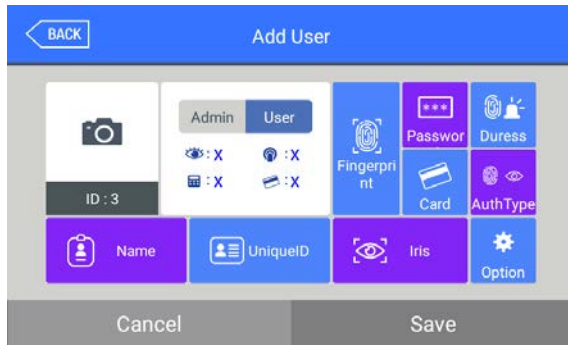 BACK
Add User
Admin
User
: X
: X
: X
: X
ID : 3
Fingerpri
nt
***
Passwor
Duress
Card
AuthType
Name
UniqueID
Iris
Option
Cancel
Save